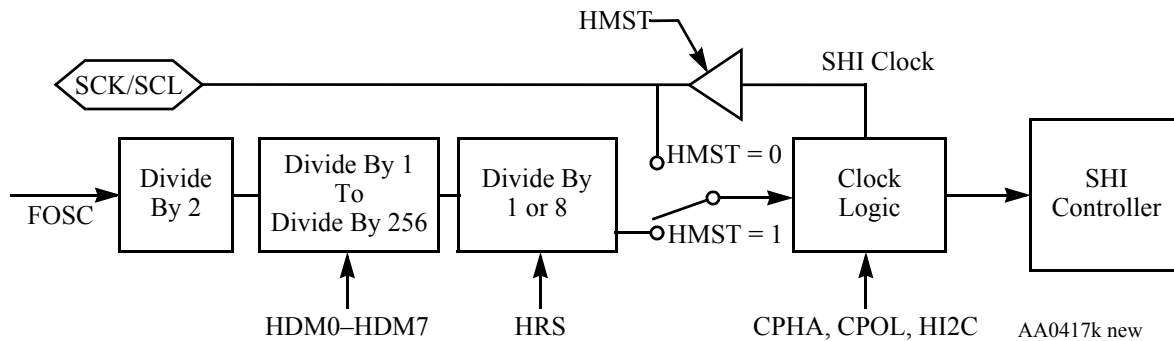 HMST
SCK/SCL
SHI Clock
HMST = 0
HMST = 1
FOSC
Divide
By 2
Divide By 1
To
Divide By 256
Divide By
1 or 8
Clock
Logic
SHI
Controller
HDM0–HDM7
HRS
CPHA, CPOL, HI2C
AA0417k new